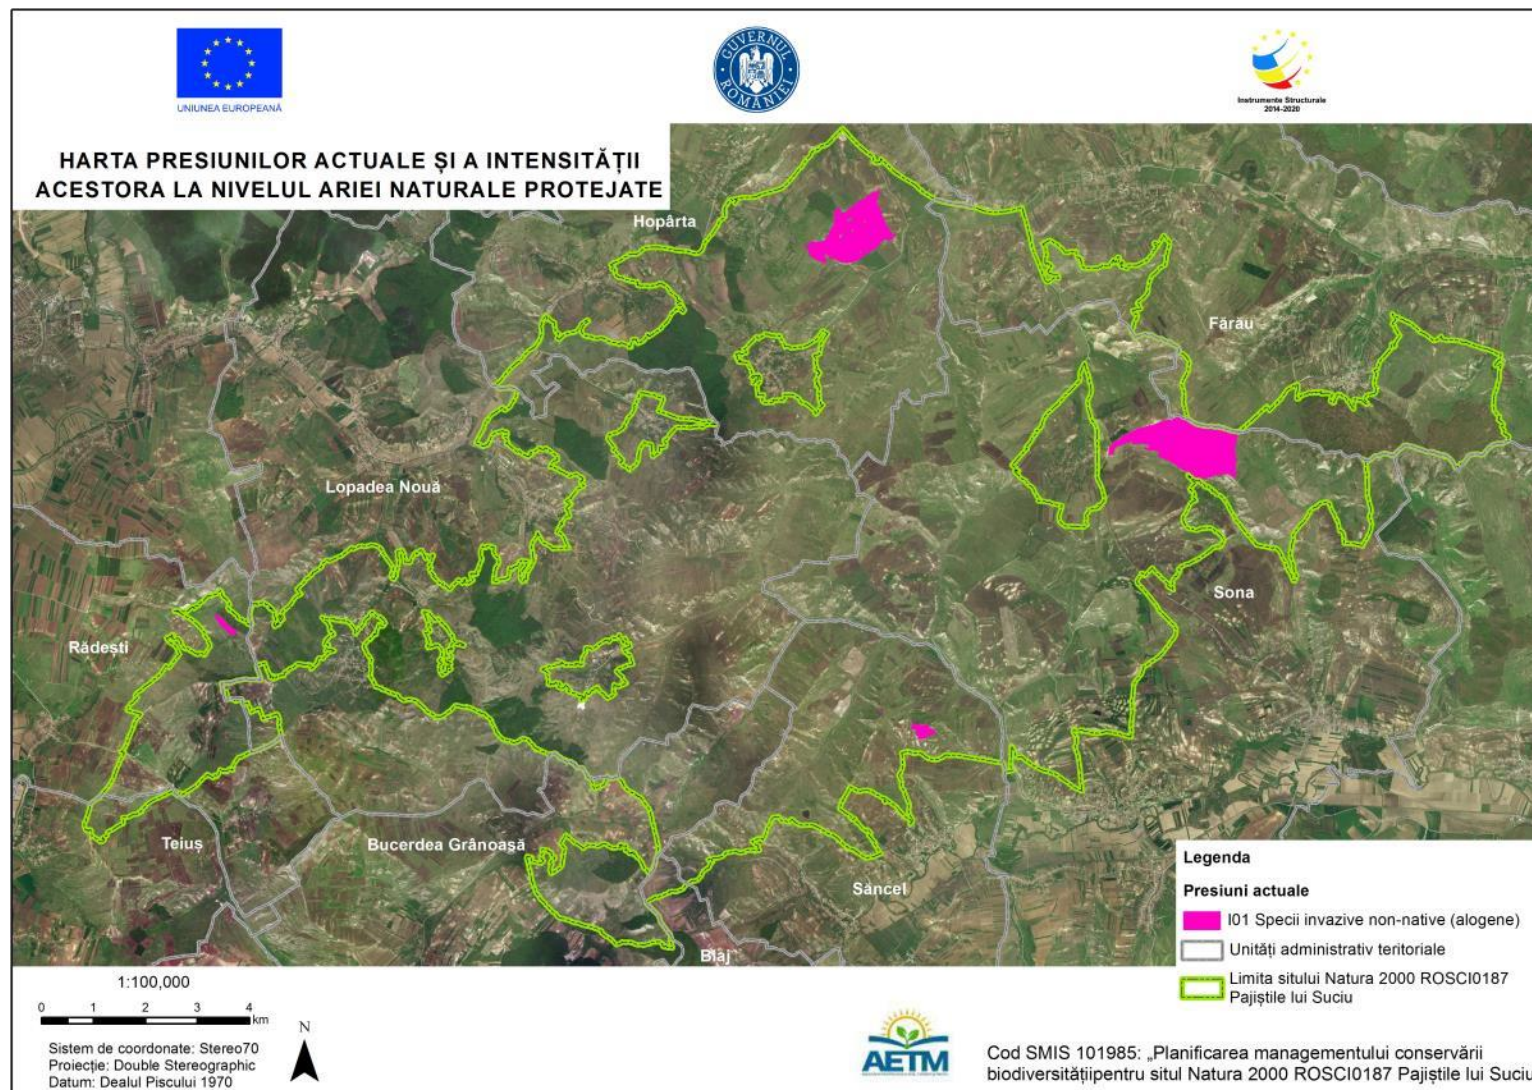 UNIUNEA EUROPEANĂ
GUVERNUL ROMÂNIEI
Instrumente Structurale
2014-2020
HARTA PRESIUNILOR ACTUALE ȘI A INTENSITĂȚII
ACESTORA LA NIVELUL ARIEI NATURALE PROTEJATE
Hopârta
Fărău
Lopadea Nouă
Sona
Rădești
Teiuș
Bucerdea Grânoașă
Sâncel
Blaj
Legenda
Presiuni actuale
I01 Specii invazive non-native (alogene)
Unități administrativ teritoriale
Limita sitului Natura 2000 ROSCI0187
Pajiștile lui Suciu
1:100,000
0 1 2 3 4
km
N
Sistem de coordonate: Stereo70
Proiecție: Double Stereographic
Datum: Dealul Piscului 1970
AETM
Cod SMIS 101985: „Planificarea managementului conservării
biodiversitățiipentru situl Natura 2000 ROSCI0187 Pajistile lui Suciu